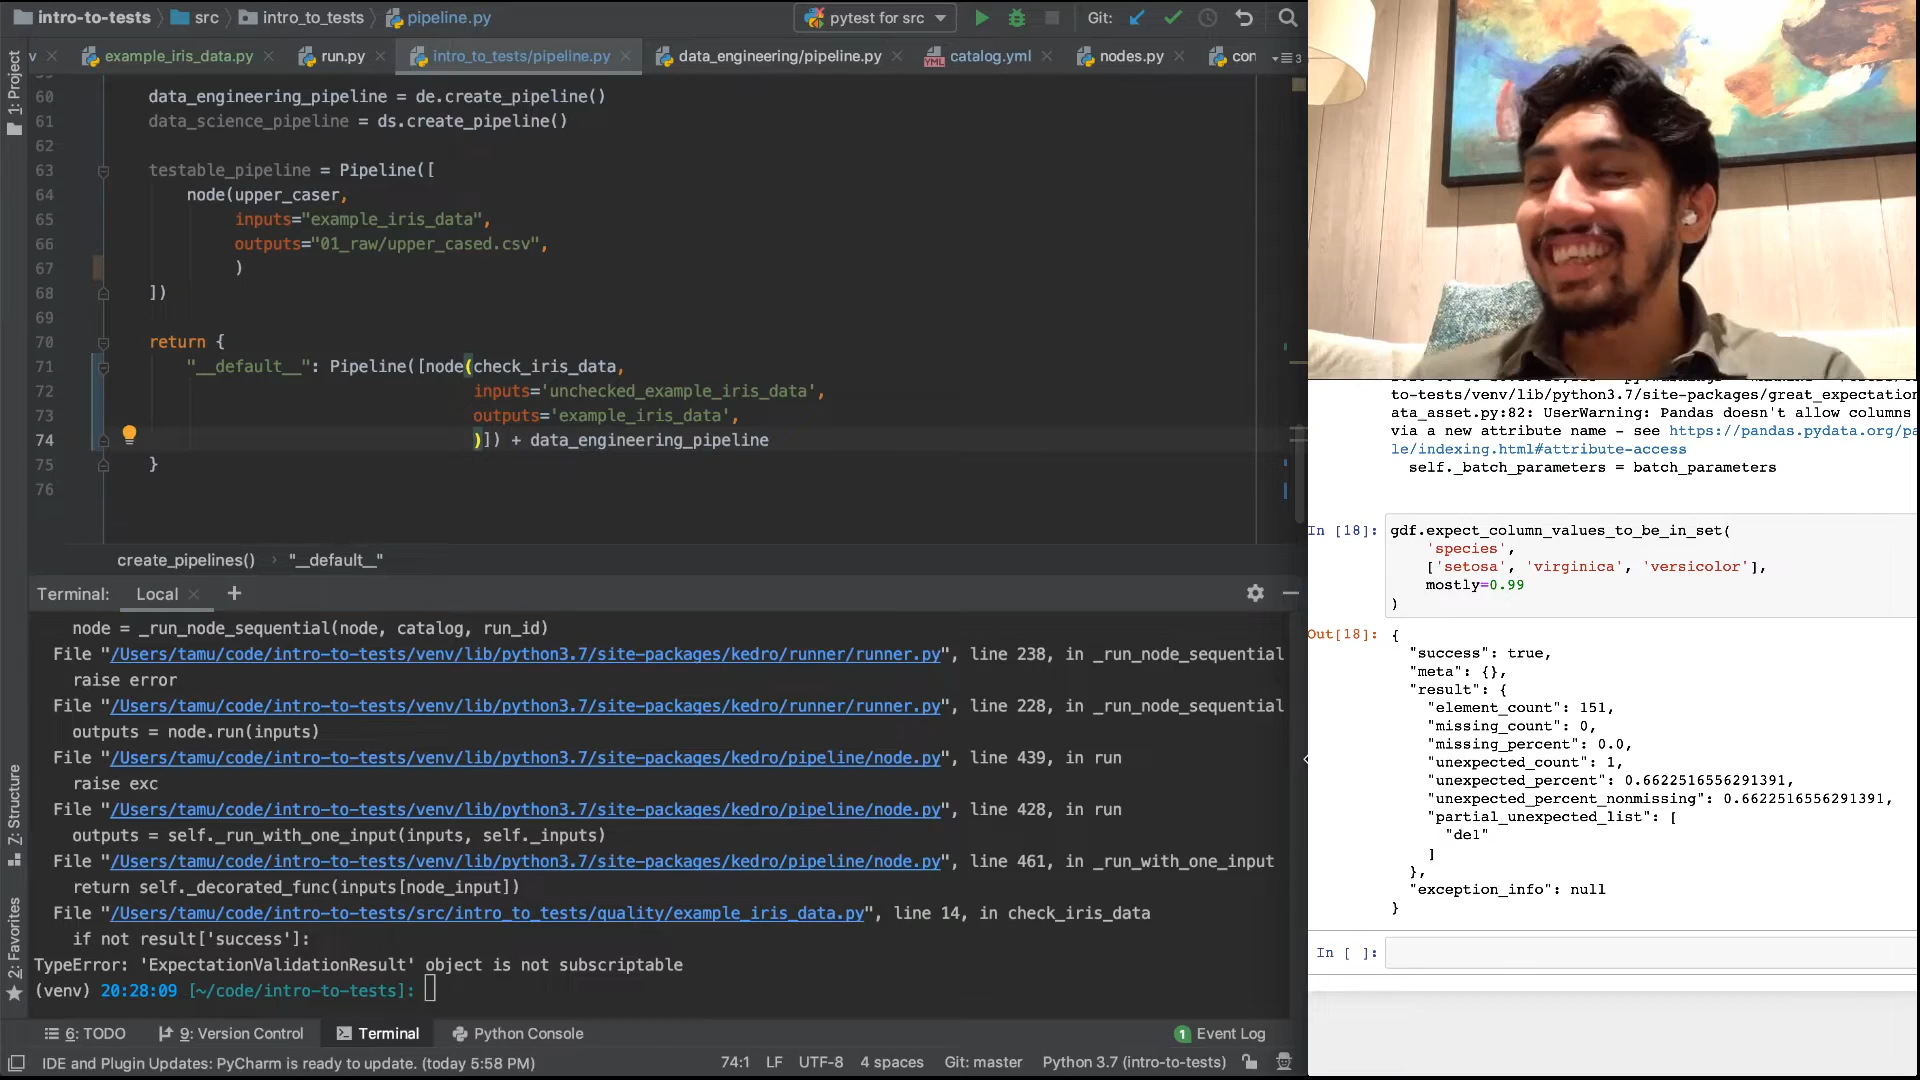 intro-to-tests
src
intro_to_tests
pipeline.py
pytest for src
Git:
v
example_iris_data.py
run.py
intro_to_tests/pipeline.py
data_engineering/pipeline.py
catalog.yml
nodes.py
con
3
1: Project
60 data_engineering_pipeline = de.create_pipeline()
61 data_science_pipeline = ds.create_pipeline()
62
63 testable_pipeline = Pipeline([
64 node(upper_caser,
65 inputs="example_iris_data",
66 outputs="01_raw/upper_cased.csv",
67 )
68 ])
69
70 return {
71 "__default__": Pipeline([node(check_iris_data,
72 inputs='unchecked_example_iris_data',
73 outputs='example_iris_data',
74 )]) + data_engineering_pipeline
75 }
76
create_pipelines()
"__default__"
Terminal:
Local
node = _run_node_sequential(node, catalog, run_id)
File "/Users/tamu/code/intro-to-tests/venv/lib/python3.7/site-packages/kedro/runner/runner.py", line 238, in _run_node_sequential
raise error
File "/Users/tamu/code/intro-to-tests/venv/lib/python3.7/site-packages/kedro/runner/runner.py", line 228, in _run_node_sequential
outputs = node.run(inputs)
File "/Users/tamu/code/intro-to-tests/venv/lib/python3.7/site-packages/kedro/pipeline/node.py", line 439, in run
raise exc
File "/Users/tamu/code/intro-to-tests/venv/lib/python3.7/site-packages/kedro/pipeline/node.py", line 428, in run
outputs = self._run_with_one_input(inputs, self._inputs)
File "/Users/tamu/code/intro-to-tests/venv/lib/python3.7/site-packages/kedro/pipeline/node.py", line 461, in _run_with_one_input
return self._decorated_func(inputs[node_input])
File "/Users/tamu/code/intro-to-tests/src/intro_to_tests/quality/example_iris_data.py", line 14, in check_iris_data
if not result['success']:
TypeError: 'ExpectationValidationResult' object is not subscriptable
(venv) 20:28:09 [~/code/intro-to-tests]:
Z: Structure
2: Favorites
6: TODO
9: Version Control
Terminal
Python Console
1 Event Log
IDE and Plugin Updates: PyCharm is ready to update. (today 5:58 PM)
74:1
LF
UTF-8
4 spaces
Git: master
Python 3.7 (intro-to-tests)
to-tests/venv/lib/python3.7/site-packages/great_expectation
ata_asset.py:82: UserWarning: Pandas doesn't allow columns
via a new attribute name - see https://pandas.pydata.org/pa
le/indexing.html#attribute-access
self._batch_parameters = batch_parameters
In [18]: gdf.expect_column_values_to_be_in_set(
'species',
['setosa', 'virginica', 'versicolor'],
mostly=0.99
)
Out[18]: {
"success": true,
"meta": {},
"result": {
"element_count": 151,
"missing_count": 0,
"missing_percent": 0.0,
"unexpected_count": 1,
"unexpected_percent": 0.6622516556291391,
"unexpected_percent_nonmissing": 0.6622516556291391,
"partial_unexpected_list": [
"de1"
]
},
"exception_info": null
}
In [ ]: